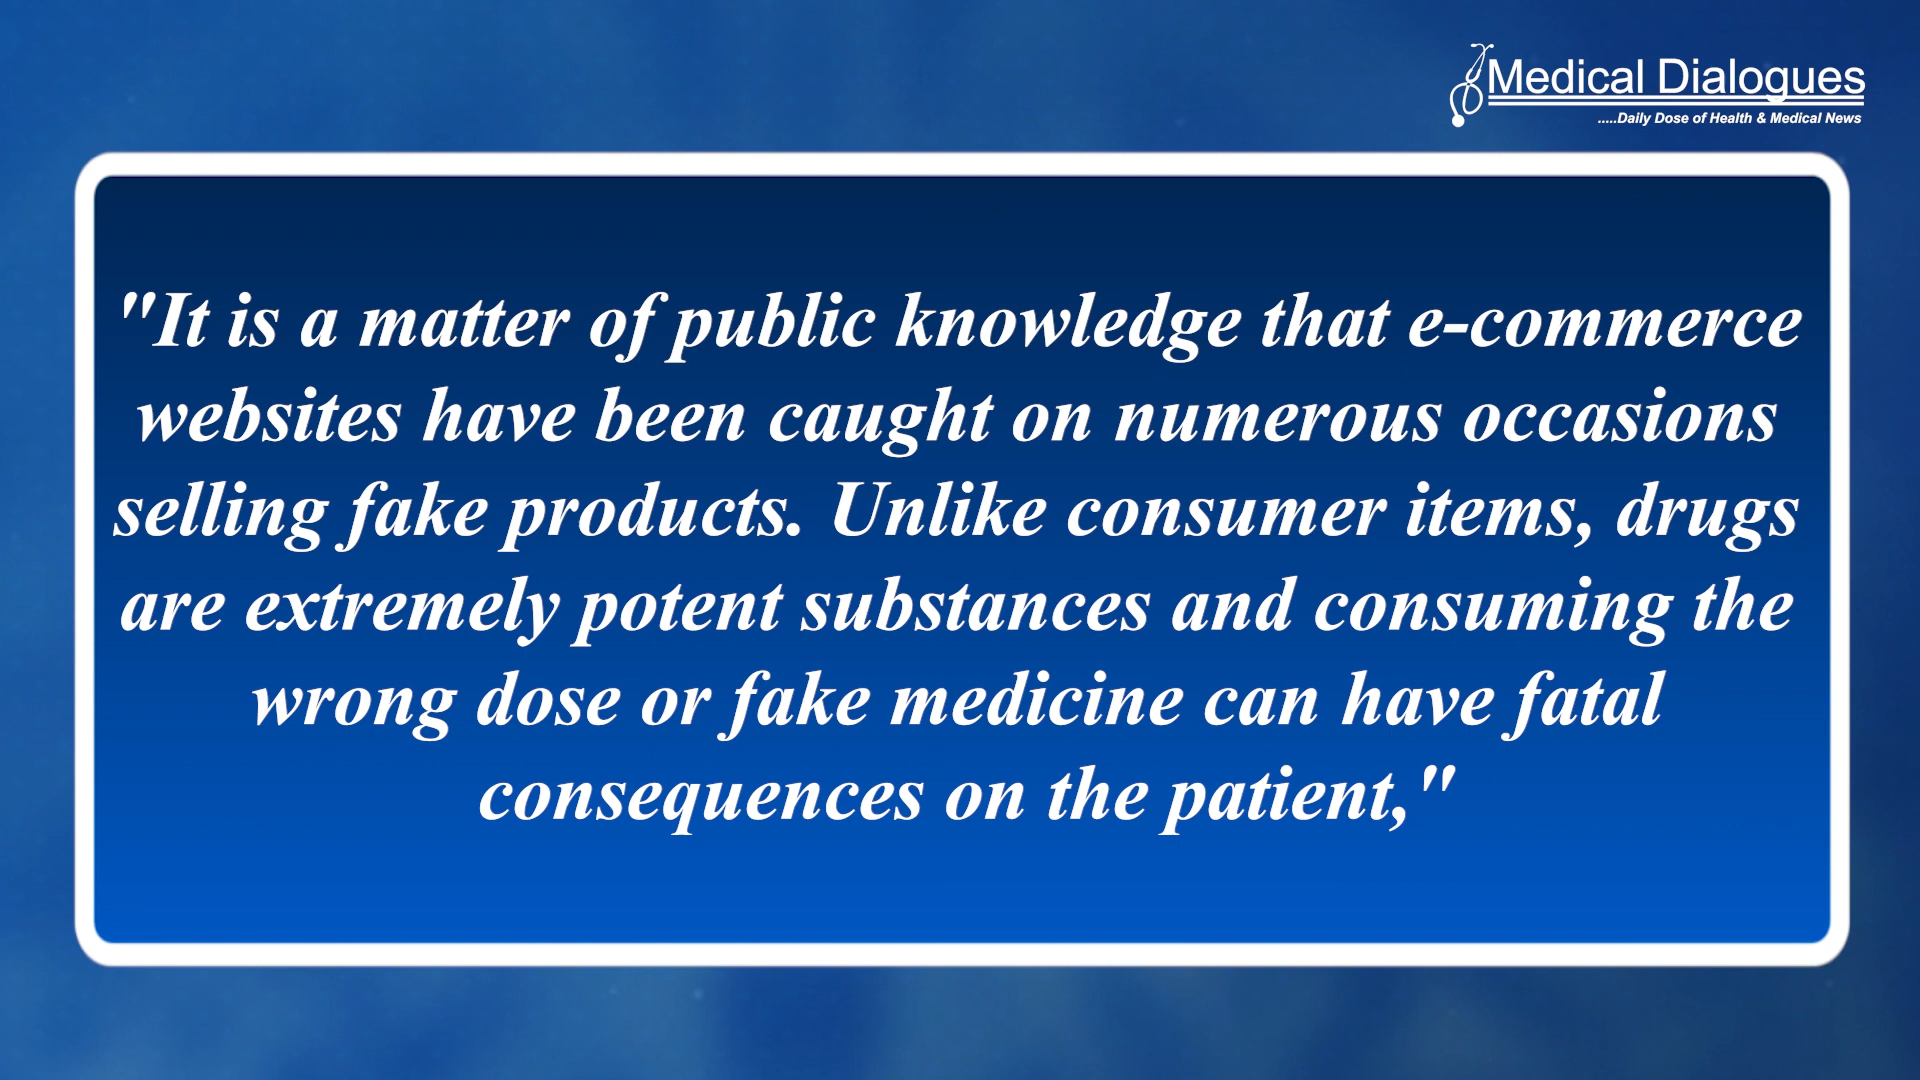 Medical Dialogues
.....Daily Dose of Health & Medical News
"It is a matter of public knowledge that e-commerce
websites have been caught on numerous occasions
selling fake products. Unlike consumer items, drugs
are extremely potent substances and consuming the
wrong dose or fake medicine can have fatal
consequences on the patient,"